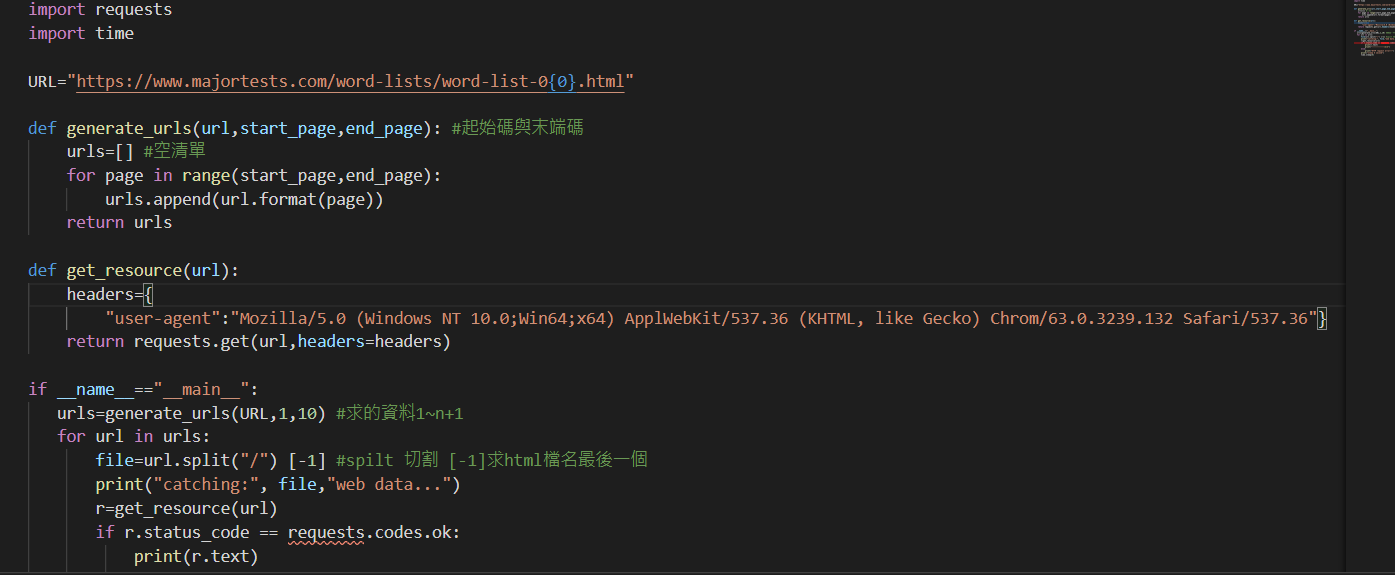 import requests
import time
URL="https://www.majortests.com/word-lists/word-list-0{0}.html"
def generate_urls(url,start_page,end_page): #起始碼與末端碼
    urls=[] #空清單
    for page in range(start_page,end_page):
        urls.append(url.format(page))
    return urls
def get_resource(url):
    headers={
        "user-agent":"Mozilla/5.0 (Windows NT 10.0;Win64;x64) ApplWebKit/537.36 (KHTML, like Gecko) Chrom/63.0.3239.132 Safari/537.36"}
    return requests.get(url,headers=headers)
if __name__=="__main__":
   urls=generate_urls(URL,1,10) #求的資料1~n+1
   for url in urls:
       file=url.split("/") [-1] #spilt 切割 [-1]求html檔名最後一個
       print("catching:", file,"web data...")
       r=get_resource(url)
       if r.status_code == requests.codes.ok:
           print(r.text)